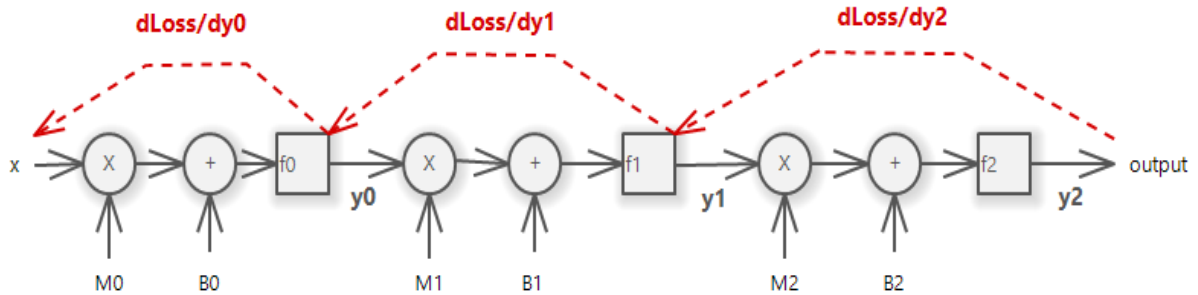 dLoss/dy0
dLoss/dy1
dLoss/dy2
x
X
+
f0
y0
X
+
f1
y1
X
+
f2
y2
output
M0
B0
M1
B1
M2
B2